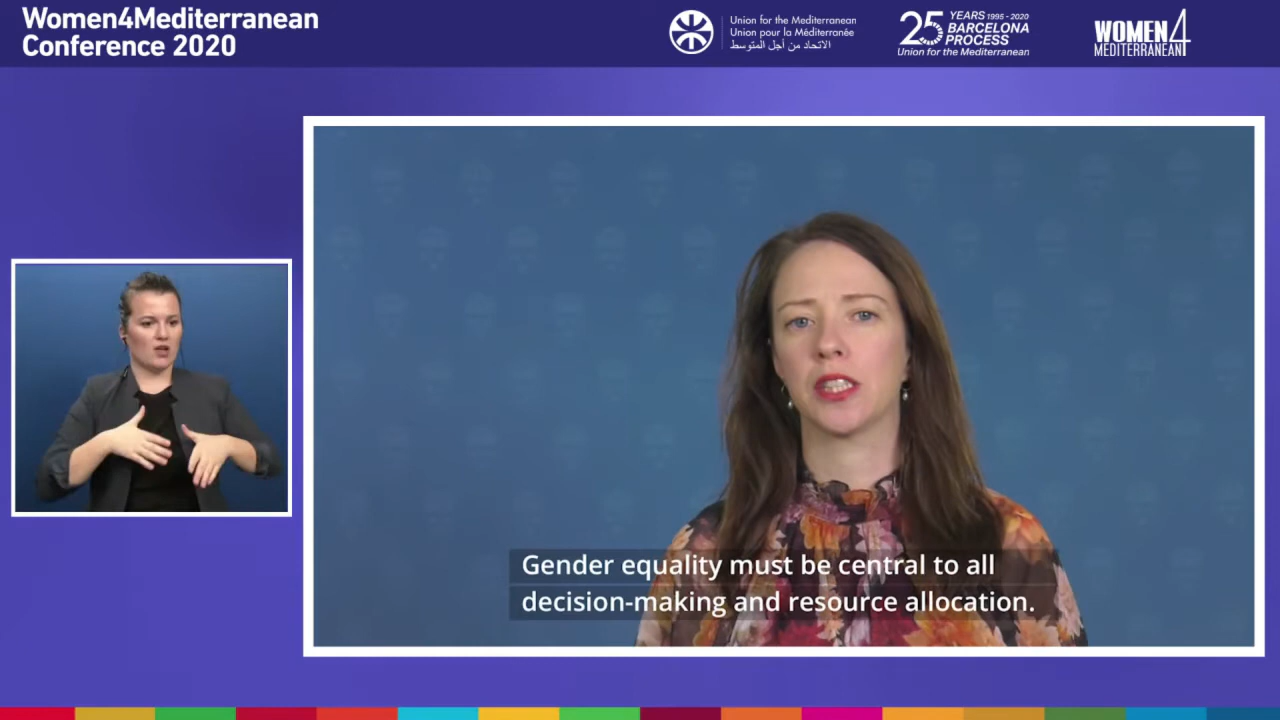 Women4Mediterranean
Conference 2020
Union for the Mediterranean
Union pour la Méditerranée
الاتحاد من أجل المتوسط
25 YEARS 1995 - 2020
BARCELONA
PROCESS
Union for the Mediterranean
WOMEN4
MEDITERRANEAN
Gender equality must be central to all
decision-making and resource allocation.